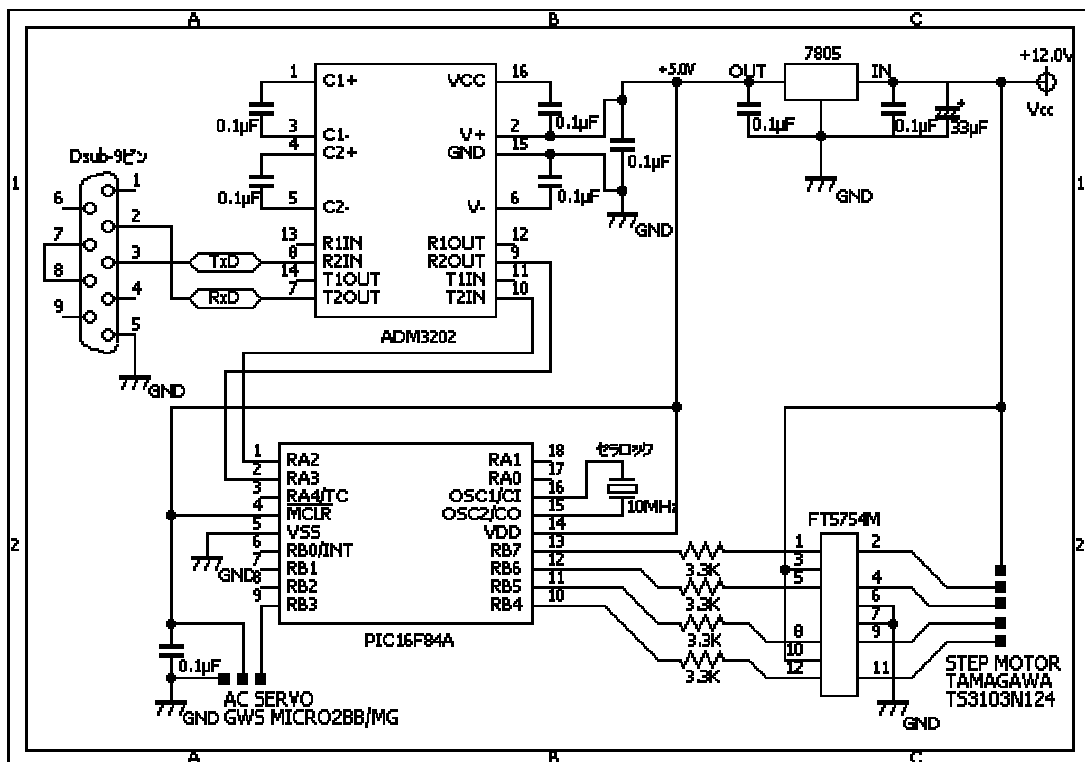 A B C
1 C1+ VCC 16
0.1µF
3 C1- V+ 2
4 C2+ GND 15
0.1µF
5 C2- V- 6
0.1µF
0.1µF
0.1µF
GND
13 R1IN R1OUT 12
8 R2IN R2OUT 9
14 T1OUT T1IN 11
7 T2OUT T2IN 10
ADM3202
Dsub-9ピン
1
6
2
7
3
8
4
9
5
TxD
RxD
GND
+5.0V
OUT 7805 IN
+12.0V
Vcc
0.1µF
0.1µF
33µF
GND
1 1
1 RA2 RA1 18
2 RA3 RA0 17
3 RA4/TC OSC1/CI 16
4 MCLR OSC2/CO 15
5 VSS VDD 14
6 RB0/INT RB7 13
7 RB1 RB6 12
8 RB2 RB5 11
9 RB3 RB4 10
PIC16F84A
セラロック
10MHz
GND
2 2
3.3K
3.3K
3.3K
3.3K
FT5754M
1 2
3
5 4
6
7
8 9
10
12 11
GND
STEP MOTOR
TAMAGAWA
TS3103N124
0.1µF
GND
AC SERVO
GWS MICRO2BB/MG
A B C